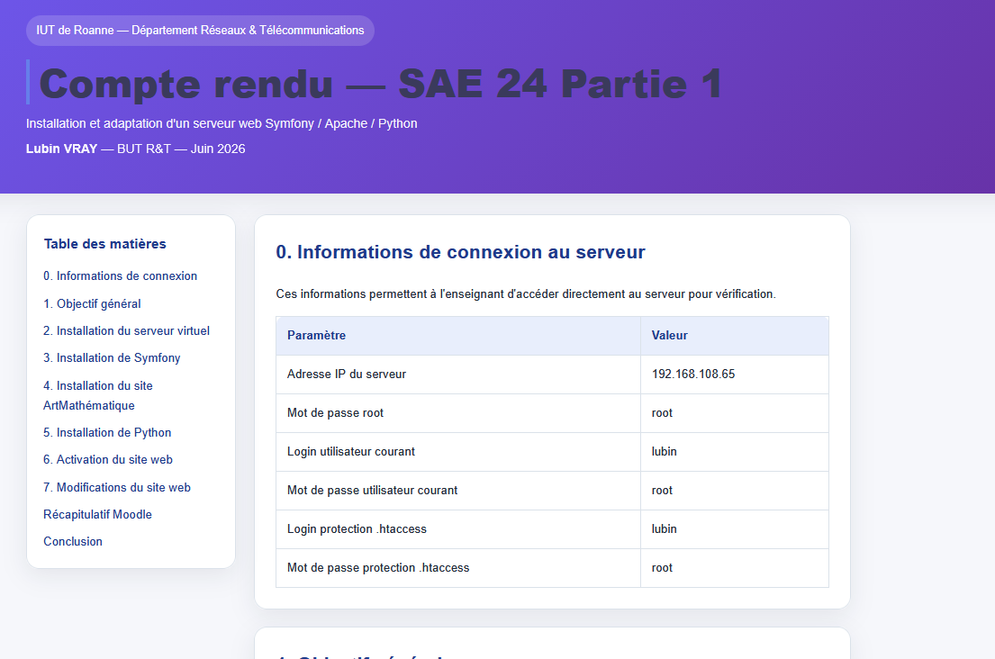 IUT de Roanne — Département Réseaux & Télécommunications
Compte rendu — SAE 24 Partie 1
Installation et adaptation d'un serveur web Symfony / Apache / Python
Lubin VRAY — BUT R&T — Juin 2026
Table des matières
0. Informations de connexion
1. Objectif général
2. Installation du serveur virtuel
3. Installation de Symfony
4. Installation du site
ArtMathématique
5. Installation de Python
6. Activation du site web
7. Modifications du site web
Récapitulatif Moodle
Conclusion
0. Informations de connexion au serveur
Ces informations permettent à l'enseignant d'accéder directement au serveur pour vérification.
Paramètre Valeur
Adresse IP du serveur 192.168.108.65
Mot de passe root root
Login utilisateur courant lubin
Mot de passe utilisateur courant root
Login protection .htaccess lubin
Mot de passe protection .htaccess root
1. Objectif général